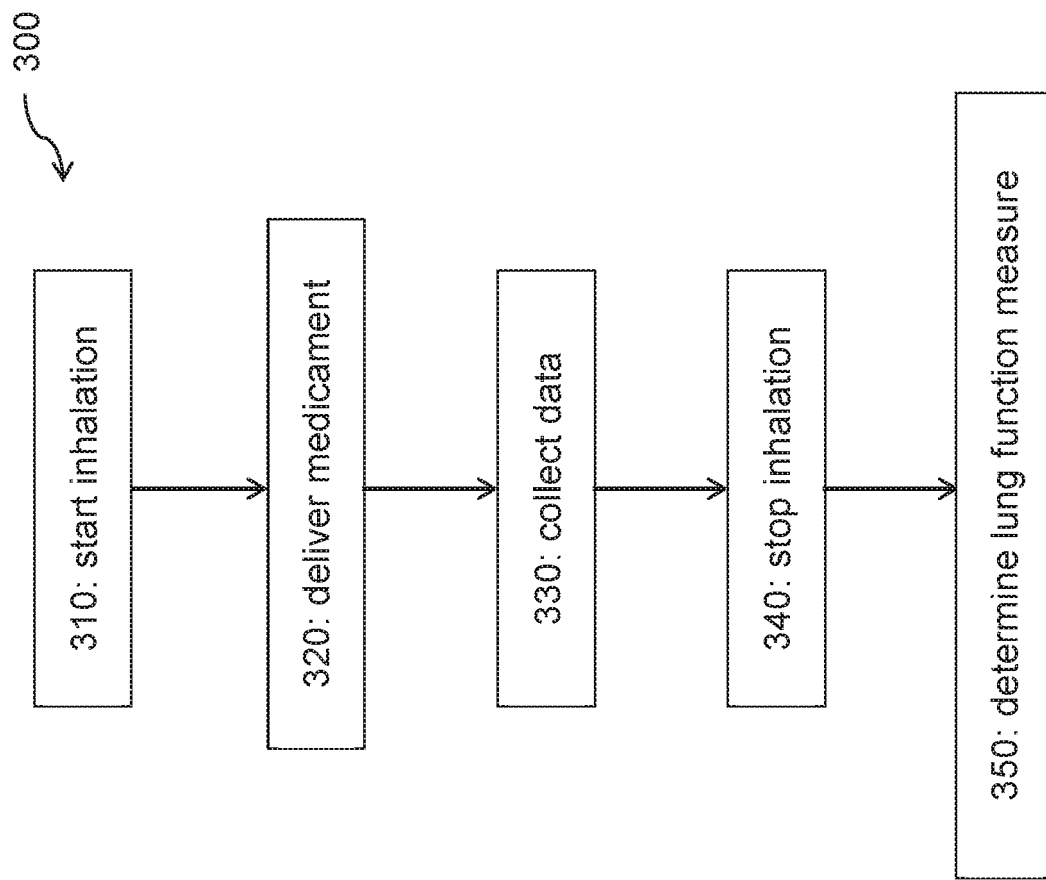 300
310: start inhalation
320: deliver medicament
330: collect data
340: stop inhalation
350: determine lung function measure